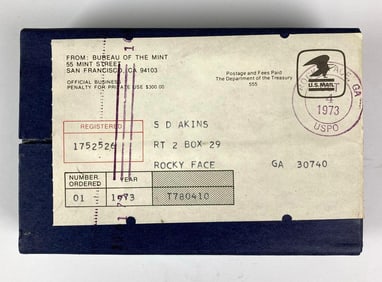 FROM: BUREAU OF THE MINT
55 MINT STREET
SAN FRANCISCO, CA 94103
OFFICIAL BUSINESS
PENALTY FOR PRIVATE USE $300.00
Postage and Fees Paid
The Department of the Treasury
555
U.S.MAIL
GA
4
1973
USPO
REGISTERED
1752526
S D AKINS
RT 2 BOX 29
ROCKY FACE GA 30740
NUMBER ORDERED
YEAR
01 1973 T780410